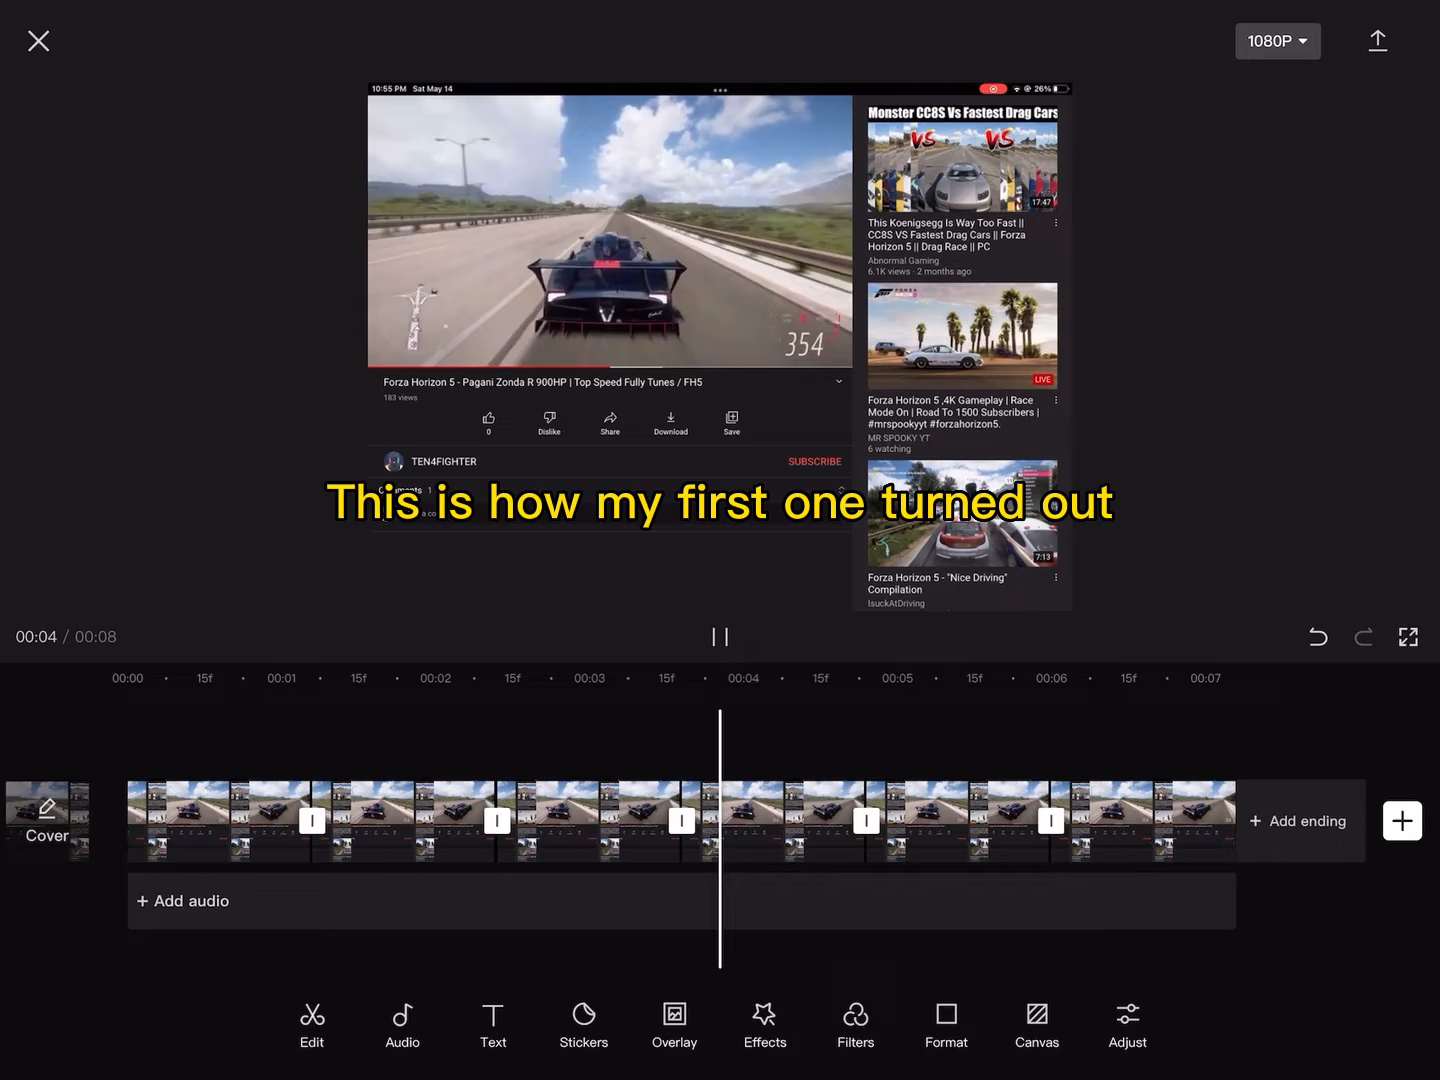 1080P
10:55 PM Sat May 14
26%
Monster CC8S Vs Fastest Drag Cars
VS VS
17:47
This Koenigsegg Is Way Too Fast ||
CC8S VS Fastest Drag Cars || Forza
Horizon 5 || Drag Race || PC
Abnormal Gaming
6.1K views · 2 months ago
354
FORZA
LIVE
Forza Horizon 5 - Pagani Zonda R 900HP | Top Speed Fully Tunes / FH5
183 views
0 Dislike Share Download Save
Forza Horizon 5 ,4K Gameplay | Race
Mode On | Road To 1500 Subscribers |
#mrspookyyt #forzahorizon5.
MR SPOOKY YT
6 watching
TEN4FIGHTER SUBSCRIBE
Comments 1
This is how my first one turned out
7:13
Forza Horizon 5 - "Nice Driving"
Compilation
IsuckAtDriving
00:04 / 00:08
00:00 15f 00:01 15f 00:02 15f 00:03 15f 00:04 15f 00:05 15f 00:06 15f 00:07
Cover
+ Add ending
+ Add audio
Edit Audio Text Stickers Overlay Effects Filters Format Canvas Adjust